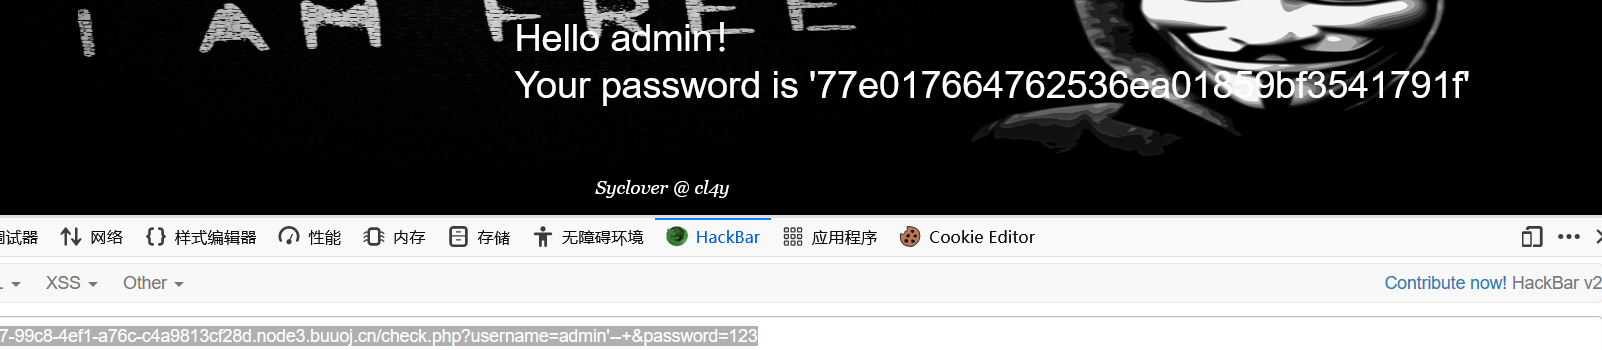 I AM FREE
Hello admin！
Your password is '77e017664762536ea01859bf3541791f'
Syclover @ cl4y
调试器 网络 样式编辑器 性能 内存 存储 无障碍环境 HackBar 应用程序 Cookie Editor
XSS Other Contribute now! HackBar v2
7-99c8-4ef1-a76c-c4a9813cf28d.node3.buuoj.cn/check.php?username=admin'--+&password=123